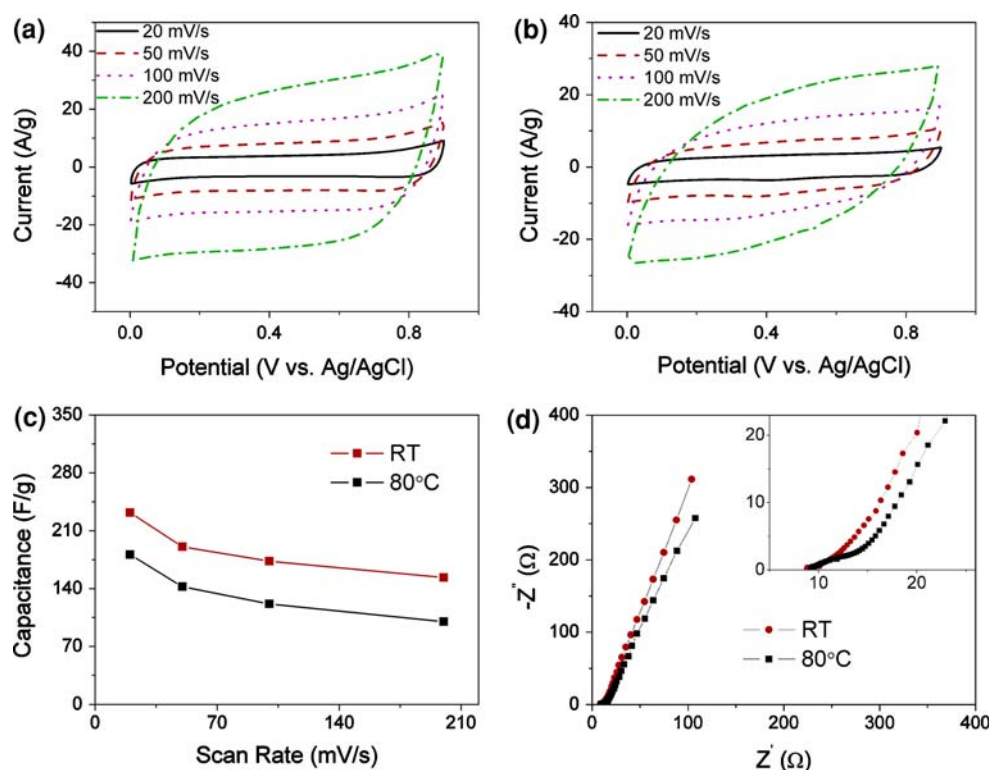 (a)
20 mV/s
50 mV/s
100 mV/s
200 mV/s
40
20
0
-20
-40
0.0
0.4
0.8
Current (A/g)
Potential (V vs. Ag/AgCl)
(b)
20 mV/s
50 mV/s
100 mV/s
200 mV/s
40
20
0
-20
-40
0.0
0.4
0.8
Current (A/g)
Potential (V vs. Ag/AgCl)
(c)
RT
80°C
350
280
210
140
70
0
0
70
140
210
Capacitance (F/g)
Scan Rate (mV/s)
(d)
400
300
200
100
0
0
100
200
300
400
-Z" (Ω)
Z' (Ω)
20
10
0
10
20
RT
80°C